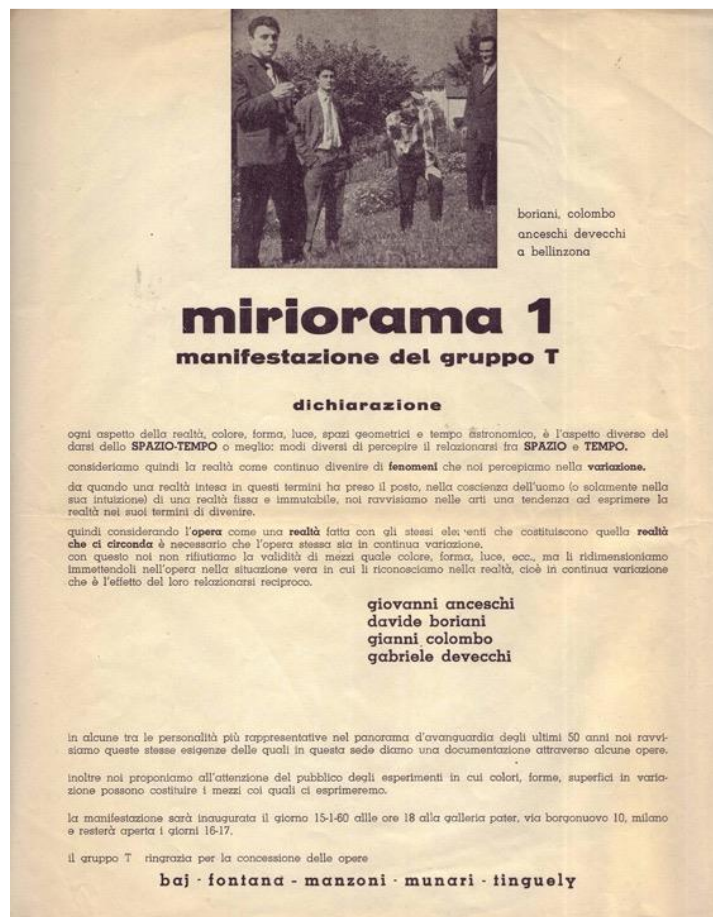 boriani, colombo
anceschi devecchi
a bellinzona
miriorama 1
manifestazione del gruppo T
dichiarazione
ogni aspetto della realtà, colore, forma, luce, spazi geometrici e tempo astronomico, è l'aspetto diverso del
darsi dello SPAZIO-TEMPO o meglio: modi diversi di percepire il relazionarsi fra SPAZIO e TEMPO.
consideriamo quindi la realtà come continuo divenire di fenomeni che noi percepiamo nella variazione.
da quando una realtà intesa in questi termini ha preso il posto, nella coscienza dell'uomo (o solamente nella
sua intuizione) di una realtà fissa e immutabile, noi ravvisiamo nelle arti una tendenza ad esprimere la
realtà nei suoi termini di divenire.
quindi considerando l'opera come una realtà fatta con gli stessi elementi che costituiscono quella realtà
che ci circonda è necessario che l'opera stessa sia in continua variazione.
con questo noi non rifiutiamo la validità di mezzi quale colore, forma, luce, ecc., ma li ridimensioniamo
immettendoli nell'opera nella situazione vera in cui li riconosciamo nella realtà, cioè in continua variazione
che è l'effetto del loro relazionarsi reciproco.
giovanni anceschi
davide boriani
gianni colombo
gabriele devecchi
in alcune tra le personalità più rappresentative nel panorama d'avanguardia degli ultimi 50 anni noi ravvi-
siamo queste stesse esigenze delle quali in questa sede diamo una documentazione attraverso alcune opere.
inoltre noi proponiamo all'attenzione del pubblico degli esperimenti in cui colori, forme, superfici in varia-
zione possono costituire i mezzi coi quali ci esprimeremo.
la manifestazione sarà inaugurata il giorno 15-1-60 allle ore 18 alla galleria pater, via borgonuovo 10, milano
e resterà aperta i giorni 16-17.
il gruppo T ringrazia per la concessione delle opere
baj - fontana - manzoni - munari - tinguely